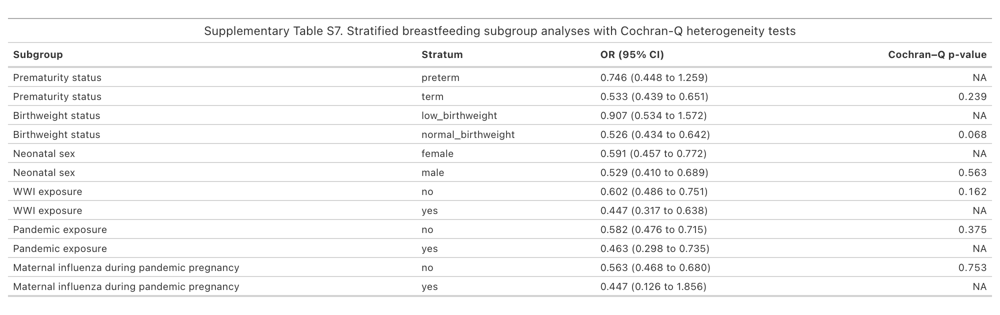 Supplementary Table S7. Stratified breastfeeding subgroup analyses with Cochran-Q heterogeneity tests
Subgroup Stratum OR (95% CI) Cochran–Q p-value
Prematurity status preterm 0.746 (0.448 to 1.259) NA
Prematurity status term 0.533 (0.439 to 0.651) 0.239
Birthweight status low_birthweight 0.907 (0.534 to 1.572) NA
Birthweight status normal_birthweight 0.526 (0.434 to 0.642) 0.068
Neonatal sex female 0.591 (0.457 to 0.772) NA
Neonatal sex male 0.529 (0.410 to 0.689) 0.563
WWI exposure no 0.602 (0.486 to 0.751) 0.162
WWI exposure yes 0.447 (0.317 to 0.638) NA
Pandemic exposure no 0.582 (0.476 to 0.715) 0.375
Pandemic exposure yes 0.463 (0.298 to 0.735) NA
Maternal influenza during pandemic pregnancy no 0.563 (0.468 to 0.680) 0.753
Maternal influenza during pandemic pregnancy yes 0.447 (0.126 to 1.856) NA